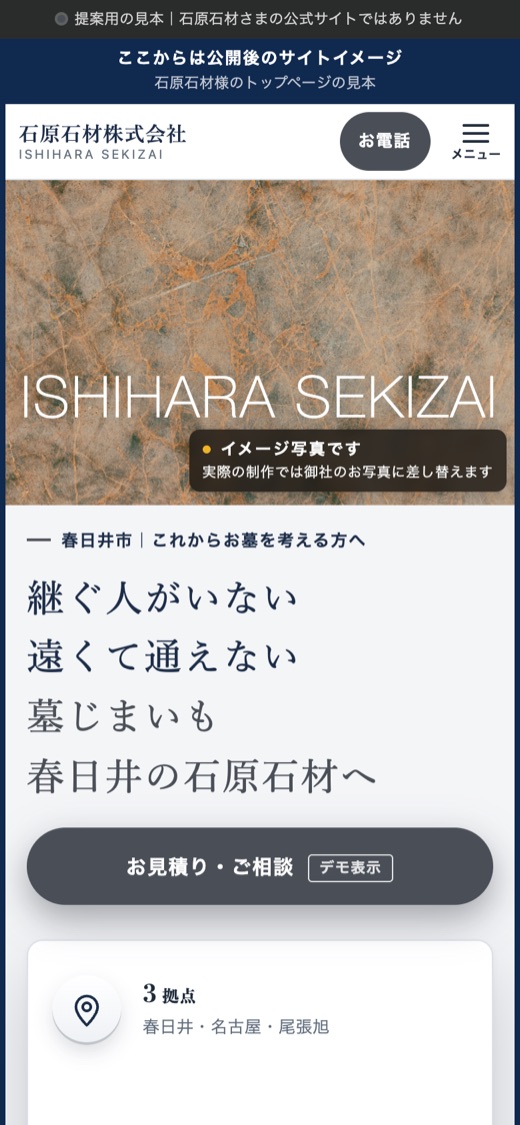 提案用の見本｜石原石材さまの公式サイトではありません
ここからは公開後のサイトイメージ
石原石材様のトップページの見本
石原石材株式会社
ISHIHARA SEKIZAI
お電話
メニュー
ISHIHARA SEKIZAI
イメージ写真です
実際の制作では御社のお写真に差し替えます
春日井市｜これからお墓を考える方へ
継ぐ人がいない
遠くて通えない
墓じまいも
春日井の石原石材へ
お見積り・ご相談 デモ表示
3 拠点
春日井・名古屋・尾張旭